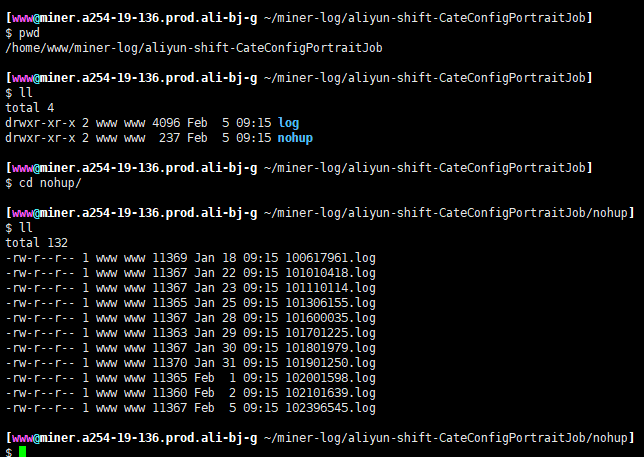 [www@miner.a254-19-136.prod.ali-bj-g ~/miner-log/aliyun-shift-CateConfigPortraitJob]
$ pwd
/home/www/miner-log/aliyun-shift-CateConfigPortraitJob
[www@miner.a254-19-136.prod.ali-bj-g ~/miner-log/aliyun-shift-CateConfigPortraitJob]
$ ll
total 4
drwxr-xr-x 2 www www 4096 Feb  5 09:15 log
drwxr-xr-x 2 www www  237 Feb  5 09:15 nohup
[www@miner.a254-19-136.prod.ali-bj-g ~/miner-log/aliyun-shift-CateConfigPortraitJob]
$ cd nohup/
[www@miner.a254-19-136.prod.ali-bj-g ~/miner-log/aliyun-shift-CateConfigPortraitJob/nohup]
$ ll
total 132
-rw-r--r-- 1 www www 11369 Jan 18 09:15 100617961.log
-rw-r--r-- 1 www www 11367 Jan 22 09:15 101010418.log
-rw-r--r-- 1 www www 11367 Jan 23 09:15 101110114.log
-rw-r--r-- 1 www www 11365 Jan 25 09:15 101306155.log
-rw-r--r-- 1 www www 11367 Jan 28 09:15 101600035.log
-rw-r--r-- 1 www www 11363 Jan 29 09:15 101701225.log
-rw-r--r-- 1 www www 11367 Jan 30 09:15 101801979.log
-rw-r--r-- 1 www www 11370 Jan 31 09:15 101901250.log
-rw-r--r-- 1 www www 11365 Feb  1 09:15 102001598.log
-rw-r--r-- 1 www www 11360 Feb  2 09:15 102101639.log
-rw-r--r-- 1 www www 11367 Feb  5 09:15 102396545.log
[www@miner.a254-19-136.prod.ali-bj-g ~/miner-log/aliyun-shift-CateConfigPortraitJob/nohup]
$